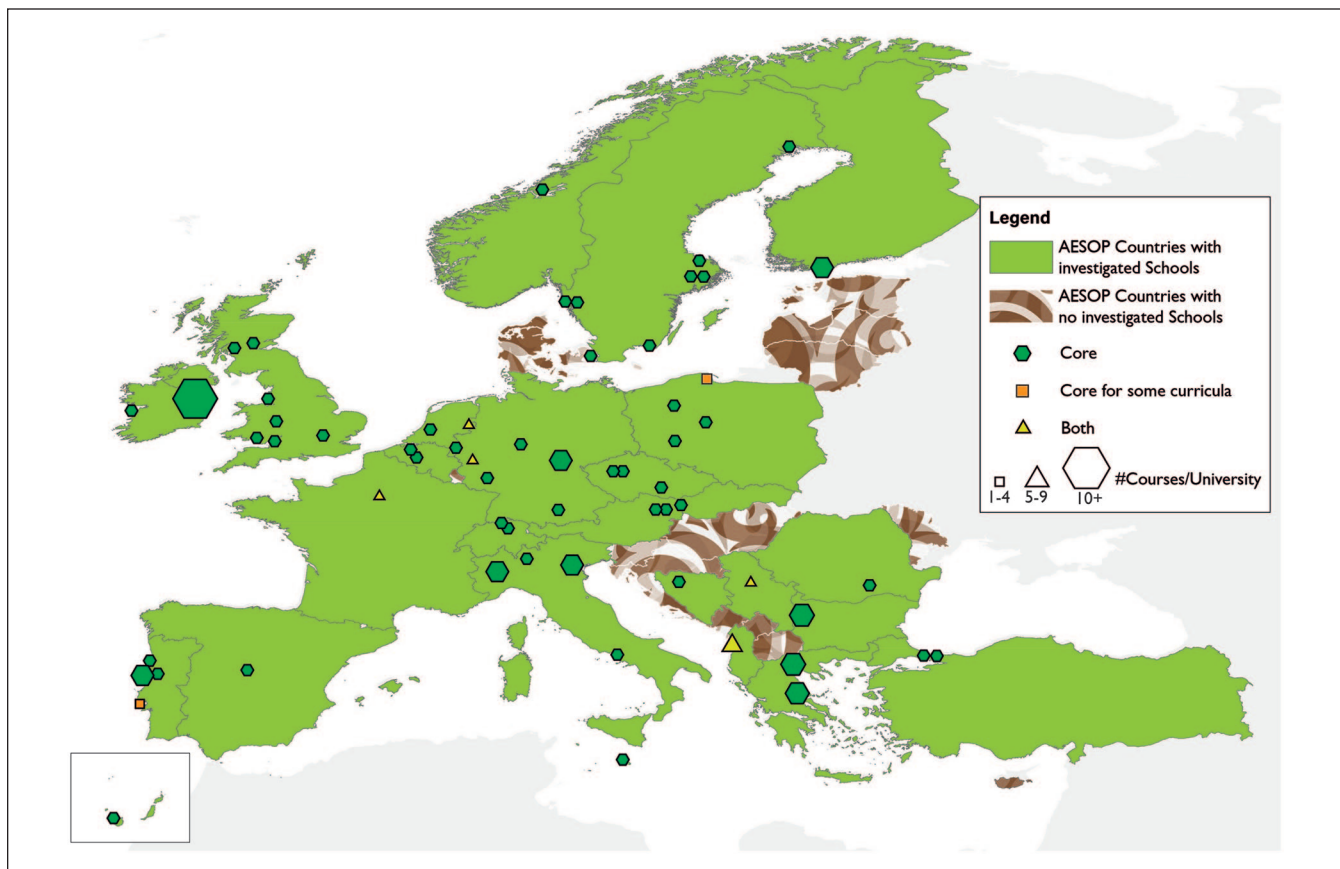 Legend
AESOP Countries with
investigated Schools
AESOP Countries with
no investigated Schools
Core
Core for some curricula
Both
#Courses/University
1-4
5-9
10+